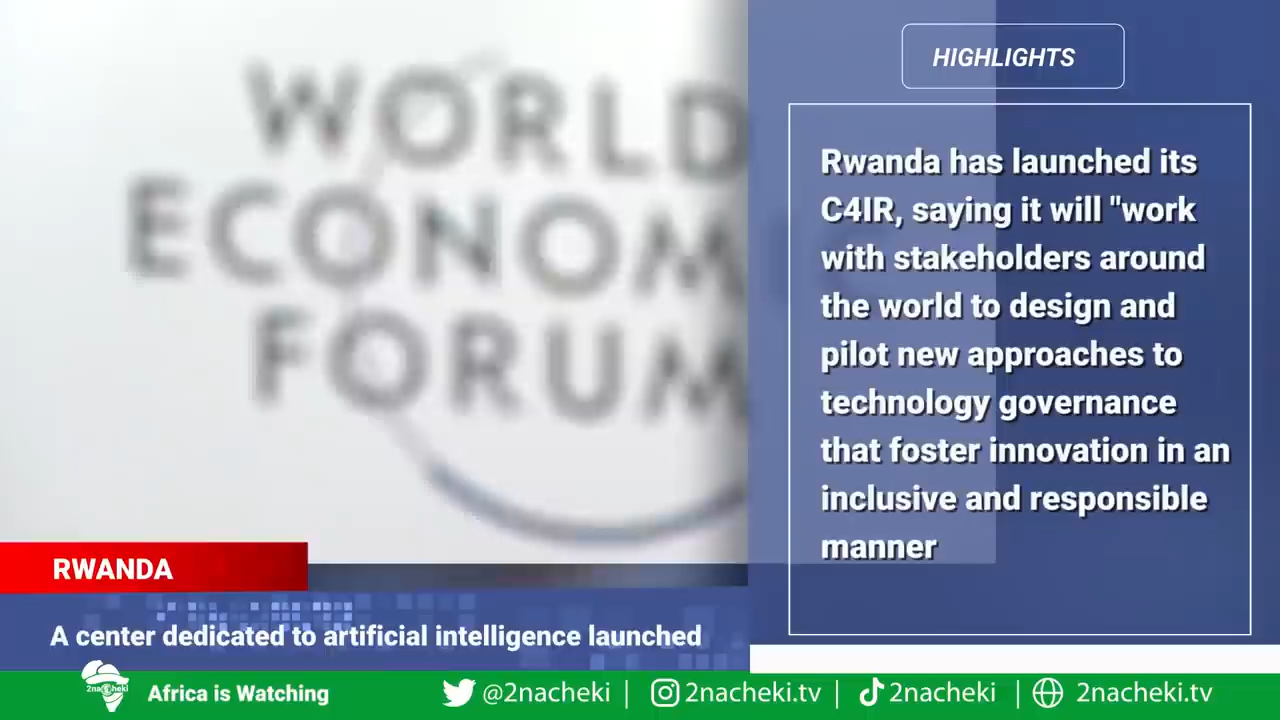 WORLD
ECONOMIC
FORUM
HIGHLIGHTS
Rwanda has launched its
C4IR, saying it will "work
with stakeholders around
the world to design and
pilot new approaches to
technology governance
that foster innovation in an
inclusive and responsible
manner
RWANDA
A center dedicated to artificial intelligence launched
2nacheki
Africa is Watching
@2nacheki | 2nacheki.tv | 2nacheki | 2nacheki.tv